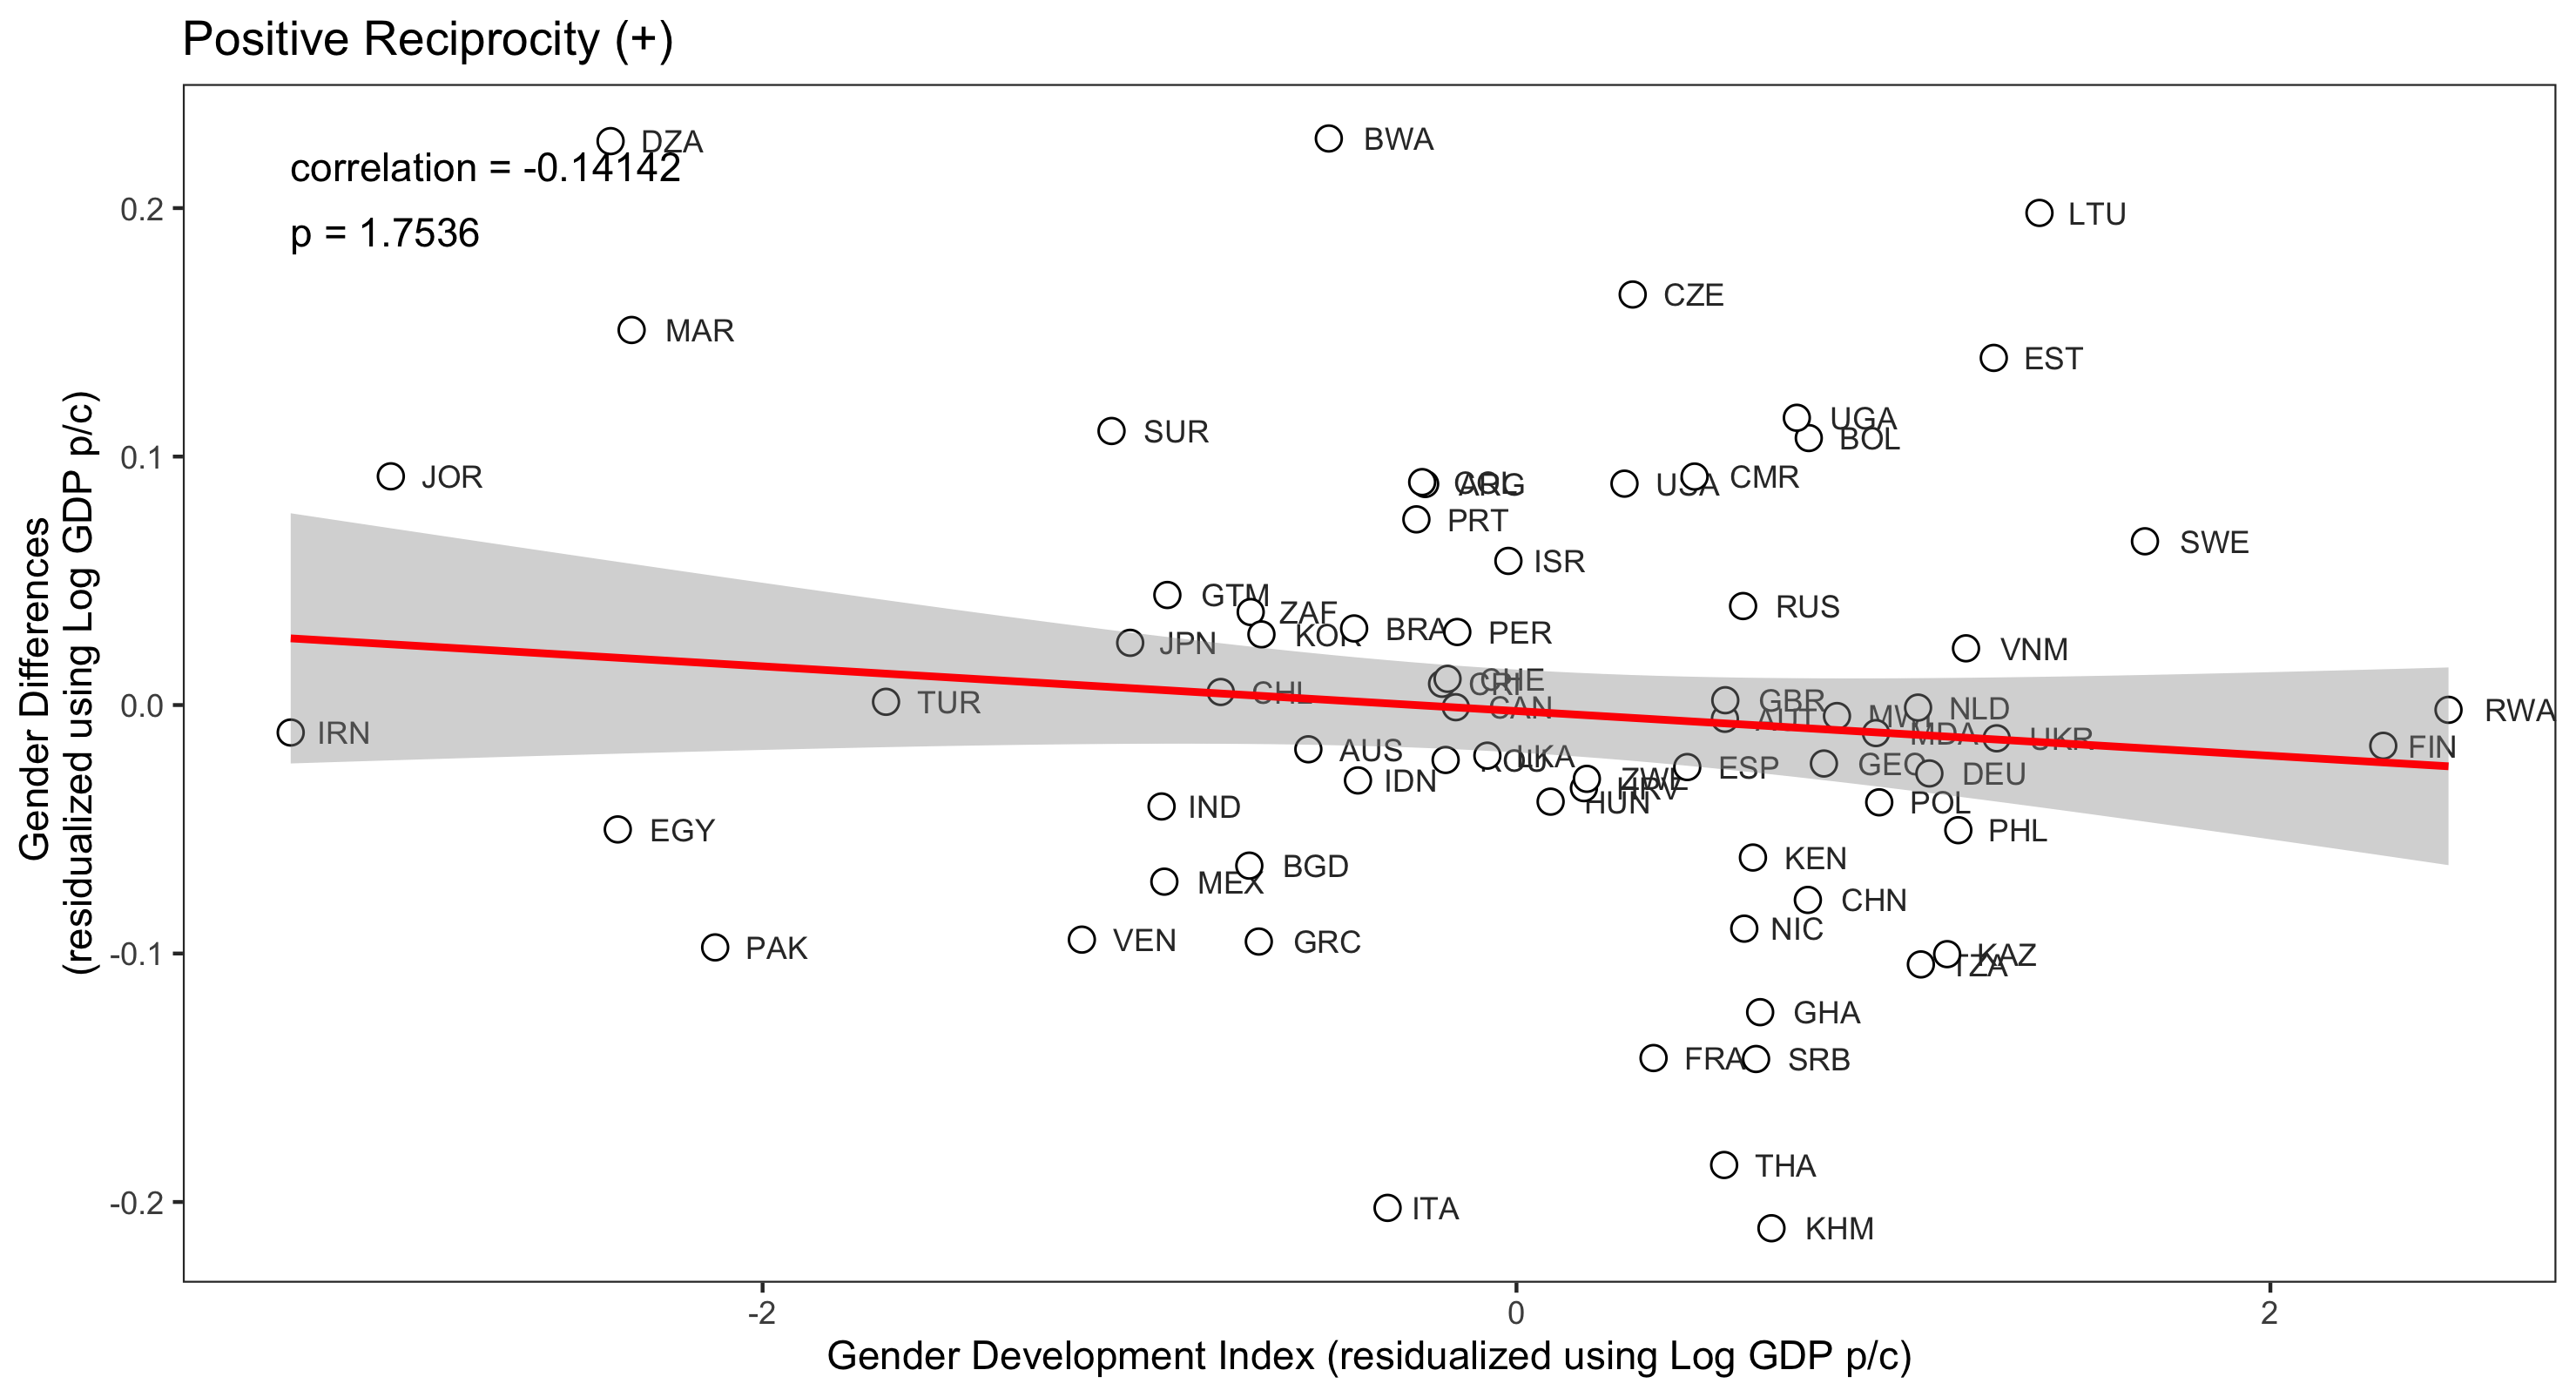 Positive Reciprocity (+)
DZA
BWA
correlation = -0.14142
p = 1.7536
LTU
CZE
MAR
EST
UGA
BOL
SUR
JOR
COL
ARG
USA
CMR
PRT
SWE
ISR
GTM
ZAF
RUS
BRA
KOR
PER
JPN
VNM
CHE
CRI
CHL
TUR
GBR
CAN
NLD
RWA
AUT
MWI
IRN
MDA
UKR
FIN
AUS
LKA
ROU
ESP
GEO
DEU
IDN
ZWE
HRV
HUN
POL
IND
EGY
PHL
KEN
BGD
MEX
CHN
NIC
VEN
GRC
PAK
KAZ
TZA
GHA
FRA
SRB
THA
ITA
KHM
0.2
0.1
0.0
-0.1
-0.2
Gender Differences
(residualized using Log GDP p/c)
-2
0
2
Gender Development Index (residualized using Log GDP p/c)